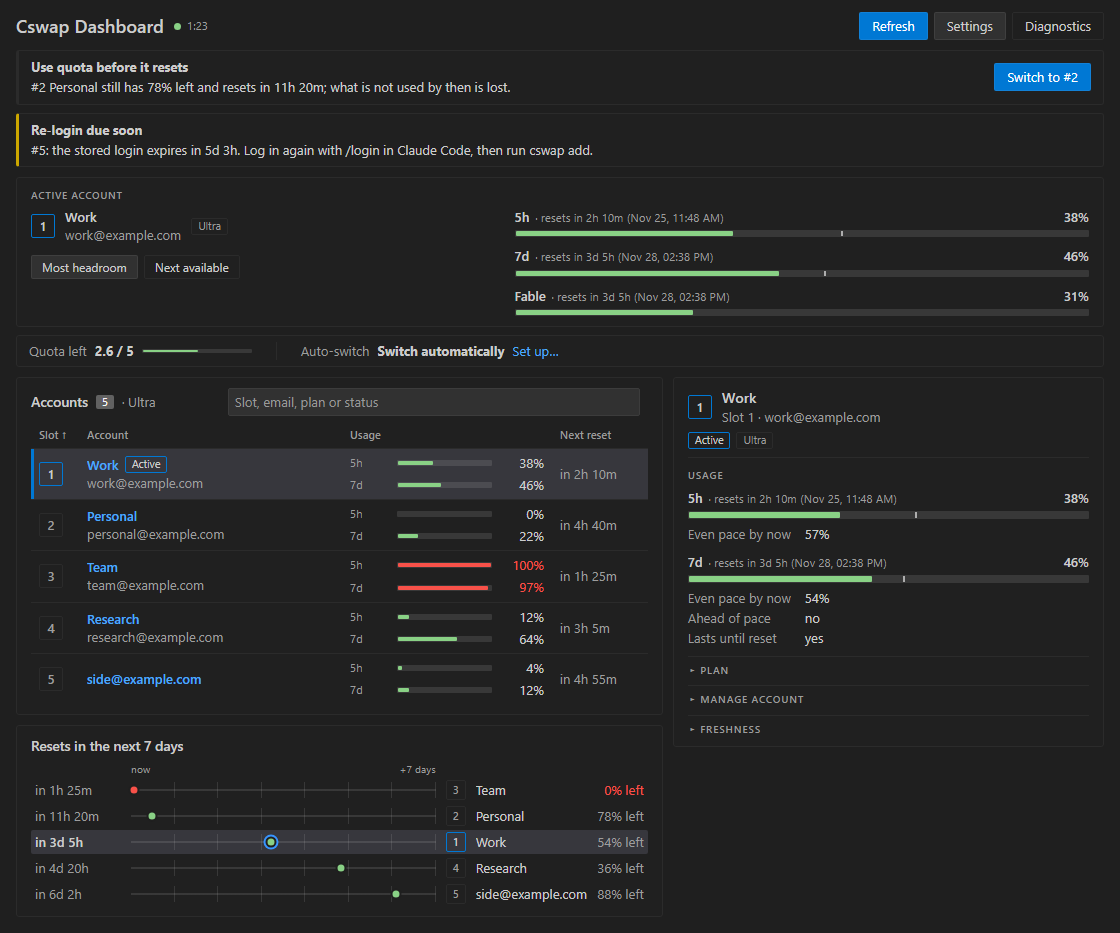 Cswap Dashboard 1:23 Refresh Settings Diagnostics
Use quota before it resets
#2 Personal still has 78% left and resets in 11h 20m; what is not used by then is lost.
Switch to #2
Re-login due soon
#5: the stored login expires in 5d 3h. Log in again with /login in Claude Code, then run cswap add.
ACTIVE ACCOUNT
1 Work
work@example.com
Ultra
Most headroom Next available
5h · resets in 2h 10m (Nov 25, 11:48 AM) 38%
7d · resets in 3d 5h (Nov 28, 02:38 PM) 46%
Fable · resets in 3d 5h (Nov 28, 02:38 PM) 31%
Quota left 2.6 / 5 Auto-switch Switch automatically Set up...
Accounts 5 · Ultra Slot, email, plan or status
Slot ↑ Account Usage Next reset
1 Work Active 5h 38% in 2h 10m
work@example.com 7d 46%
2 Personal 5h 0% in 4h 40m
personal@example.com 7d 22%
3 Team 5h 100% in 1h 25m
team@example.com 7d 97%
4 Research 5h 12% in 3h 5m
research@example.com 7d 64%
5 side@example.com 5h 4% in 4h 55m
7d 12%
Resets in the next 7 days
now +7 days
in 1h 25m 3 Team 0% left
in 11h 20m 2 Personal 78% left
in 3d 5h 1 Work 54% left
in 4d 20h 4 Research 36% left
in 6d 2h 5 side@example.com 88% left
1 Work
Slot 1 · work@example.com
Active Ultra
USAGE
5h · resets in 2h 10m (Nov 25, 11:48 AM) 38%
Even pace by now 57%
7d · resets in 3d 5h (Nov 28, 02:38 PM) 46%
Even pace by now 54%
Ahead of pace no
Lasts until reset yes
PLAN
MANAGE ACCOUNT
FRESHNESS